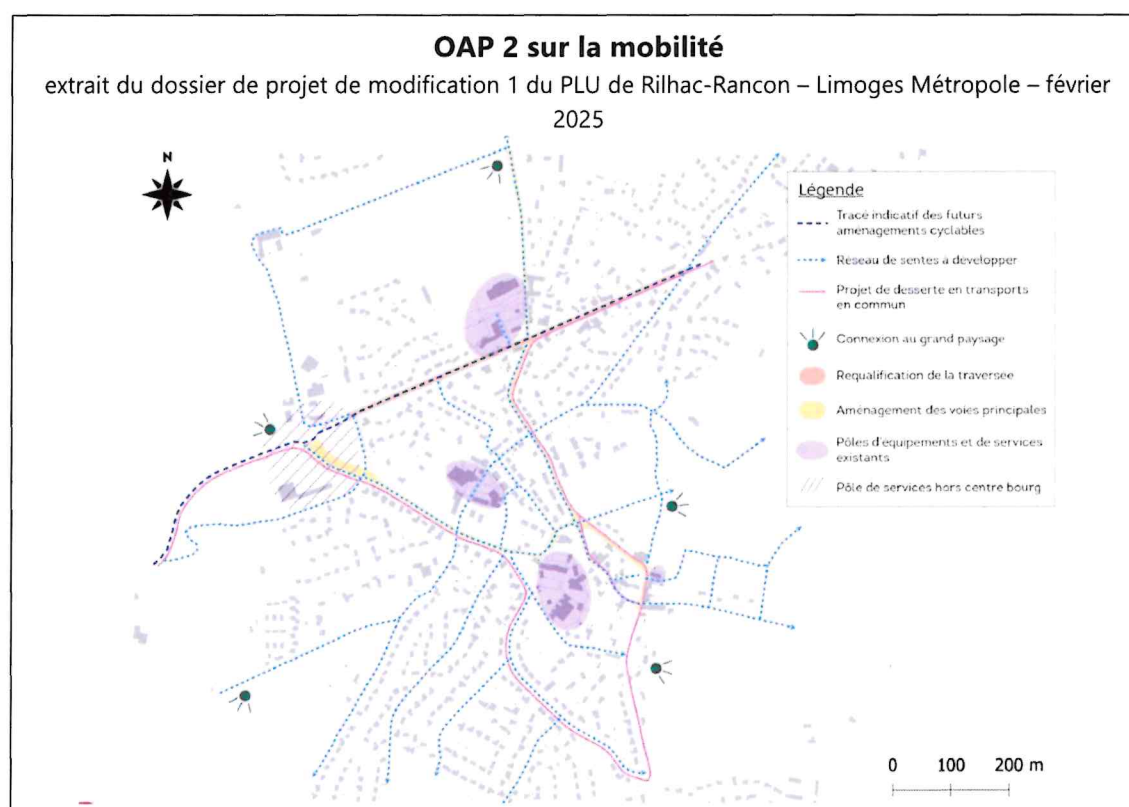 OAP 2 sur la mobilité
extrait du dossier de projet de modification 1 du PLU de Rilhac-Rancon – Limoges Métropole – février
2025
N
Légende
Tracé indicatif des futurs
aménagements cyclables
Réseau de sentes à développer
Projet de desserte en transports
en commun
Connexion au grand paysage
Requalification de la traversée
Aménagement des voies principales
Pôles d'équipements et de services
existants
Pôle de services hors centre bourg
0 100 200 m